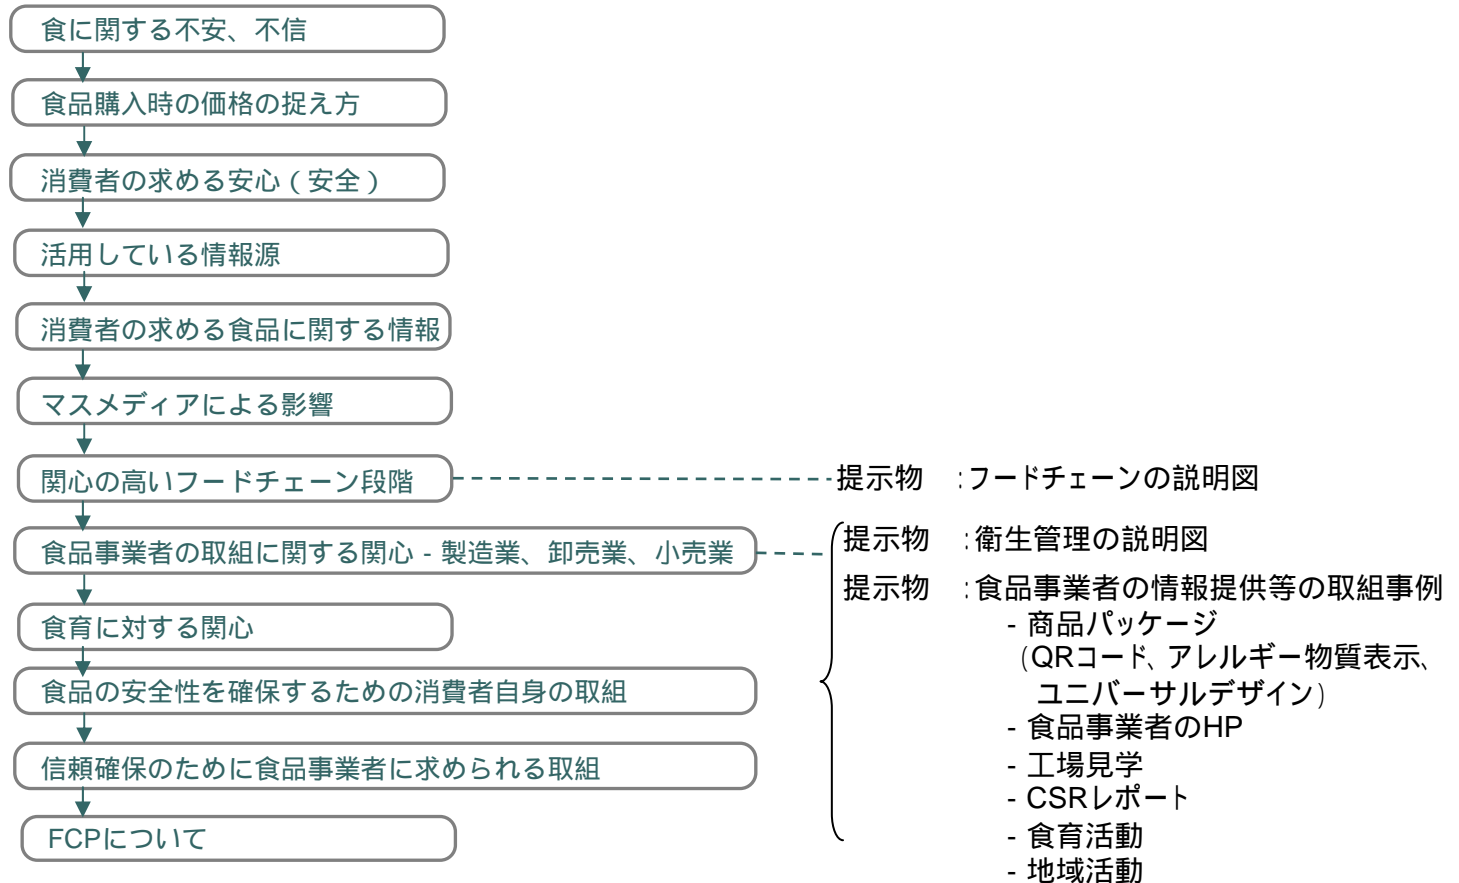 食に関する不安、不信
食品購入時の価格の捉え方
消費者の求める安心（安全）
活用している情報源
消費者の求める食品に関する情報
マスメディアによる影響
関心の高いフードチェーン段階
提示物　:フードチェーンの説明図
食品事業者の取組に関する関心 - 製造業、卸売業、小売業
提示物　:衛生管理の説明図
提示物　:食品事業者の情報提供等の取組事例
- 商品パッケージ
（QRコード、アレルギー物質表示、
ユニバーサルデザイン）
- 食品事業者のHP
- 工場見学
- CSRレポート
- 食育活動
- 地域活動
食育に対する関心
食品の安全性を確保するための消費者自身の取組
信頼確保のために食品事業者に求められる取組
FCPについて